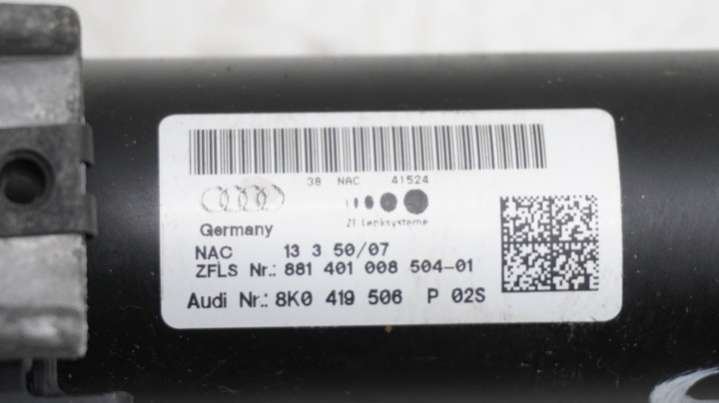 38 NAC 41524
ZF Lenksysteme
Germany
NAC 13 3 50/07
ZFLS Nr.: 881 401 008 504-01
Audi Nr.: 8K0 419 506 P 02S